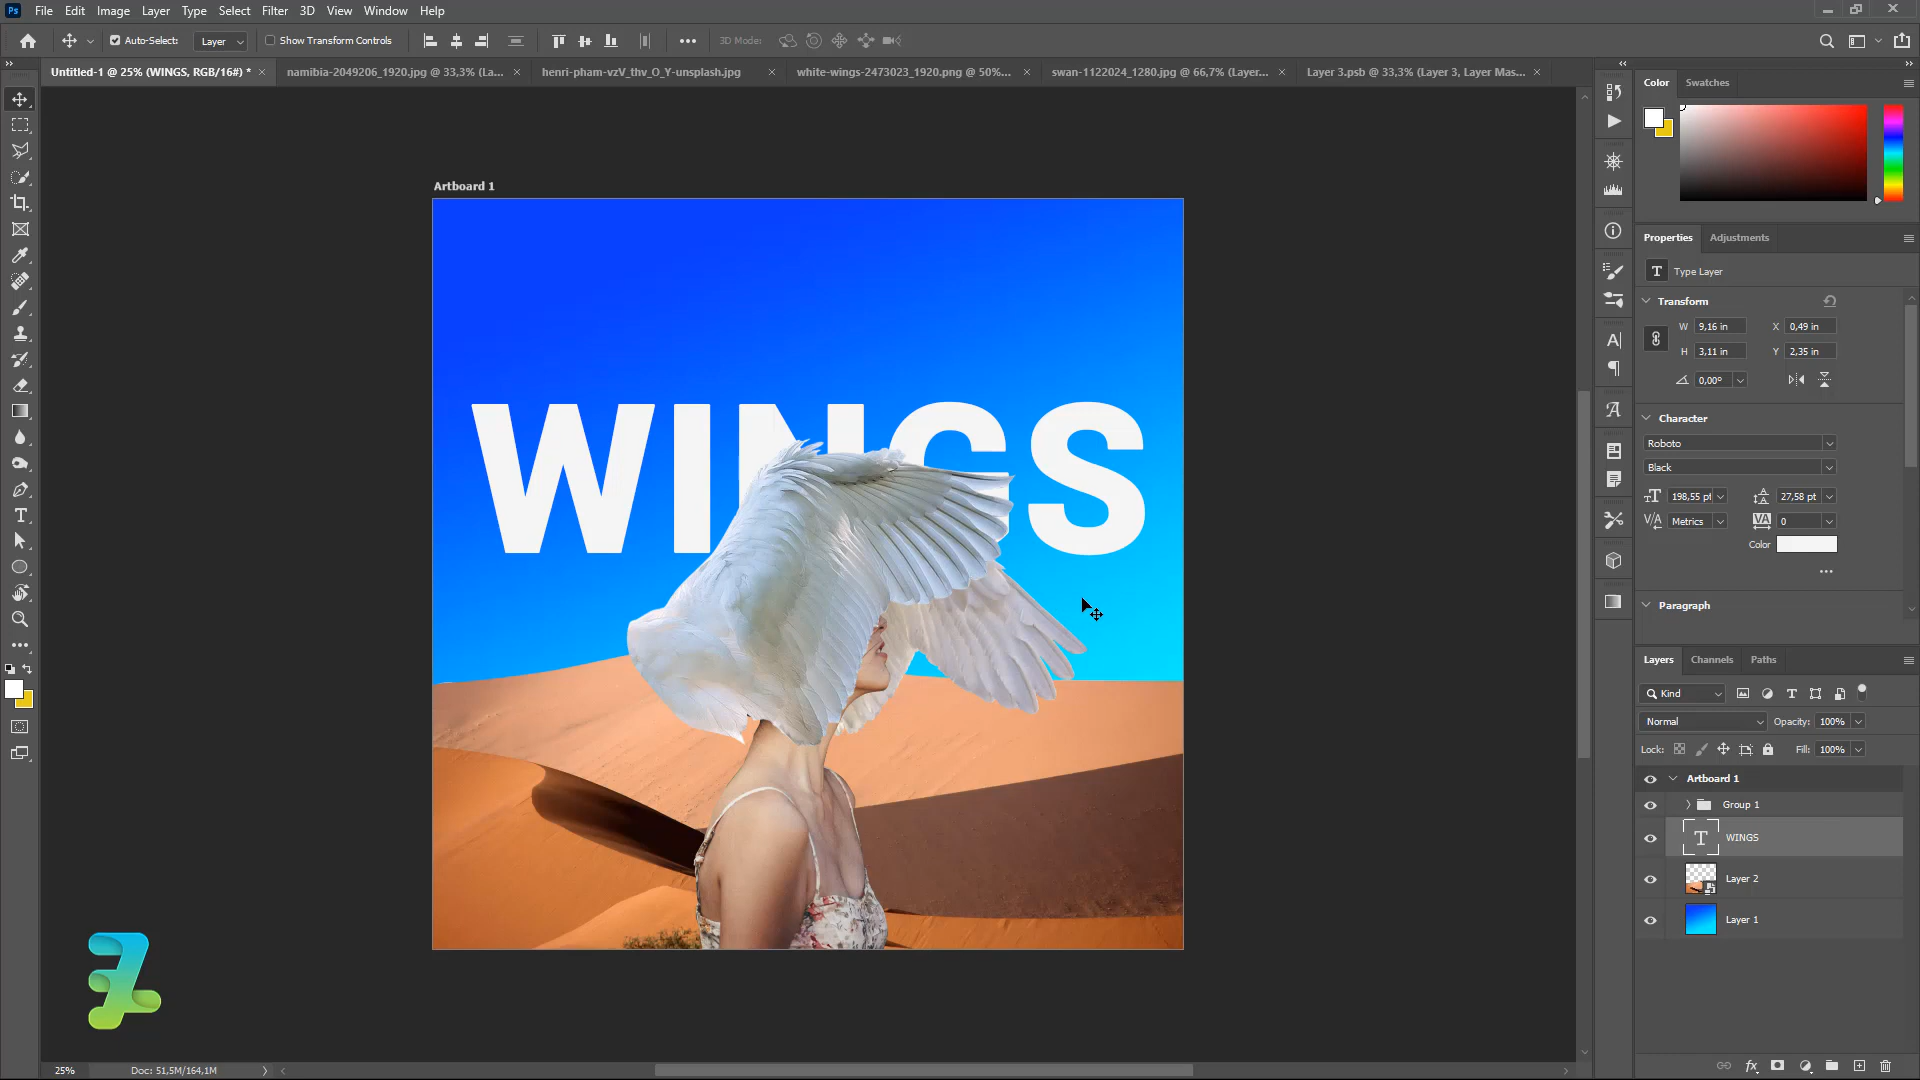 Ps File Edit Image Layer Type Select Filter 3D View Window Help
Auto-Select: Layer Show Transform Controls 3D Mode:
Untitled-1 @ 25% (WINGS, RGB/16#) * namibia-2049206_1920.jpg @ 33,3% (La... henri-pham-vzV_thv_O_Y-unsplash.jpg white-wings-2473023_1920.png @ 50%... swan-1122024_1280.jpg @ 66,7% (Layer... Layer 3.psb @ 33,3% (Layer 3, Layer Mas...
Artboard 1
WINGS
25% Doc: 51,5M/164,1M
Color Swatches
Properties Adjustments
T Type Layer
Transform
W 9,16 in X 0,49 in
H 3,11 in Y 2,35 in
0,00°
Character
Roboto
Black
198,55 pt 27,58 pt
Metrics 0
Color
Paragraph
Layers Channels Paths
Kind
Normal Opacity: 100%
Lock: Fill: 100%
Artboard 1
Group 1
T WINGS
Layer 2
Layer 1
fx